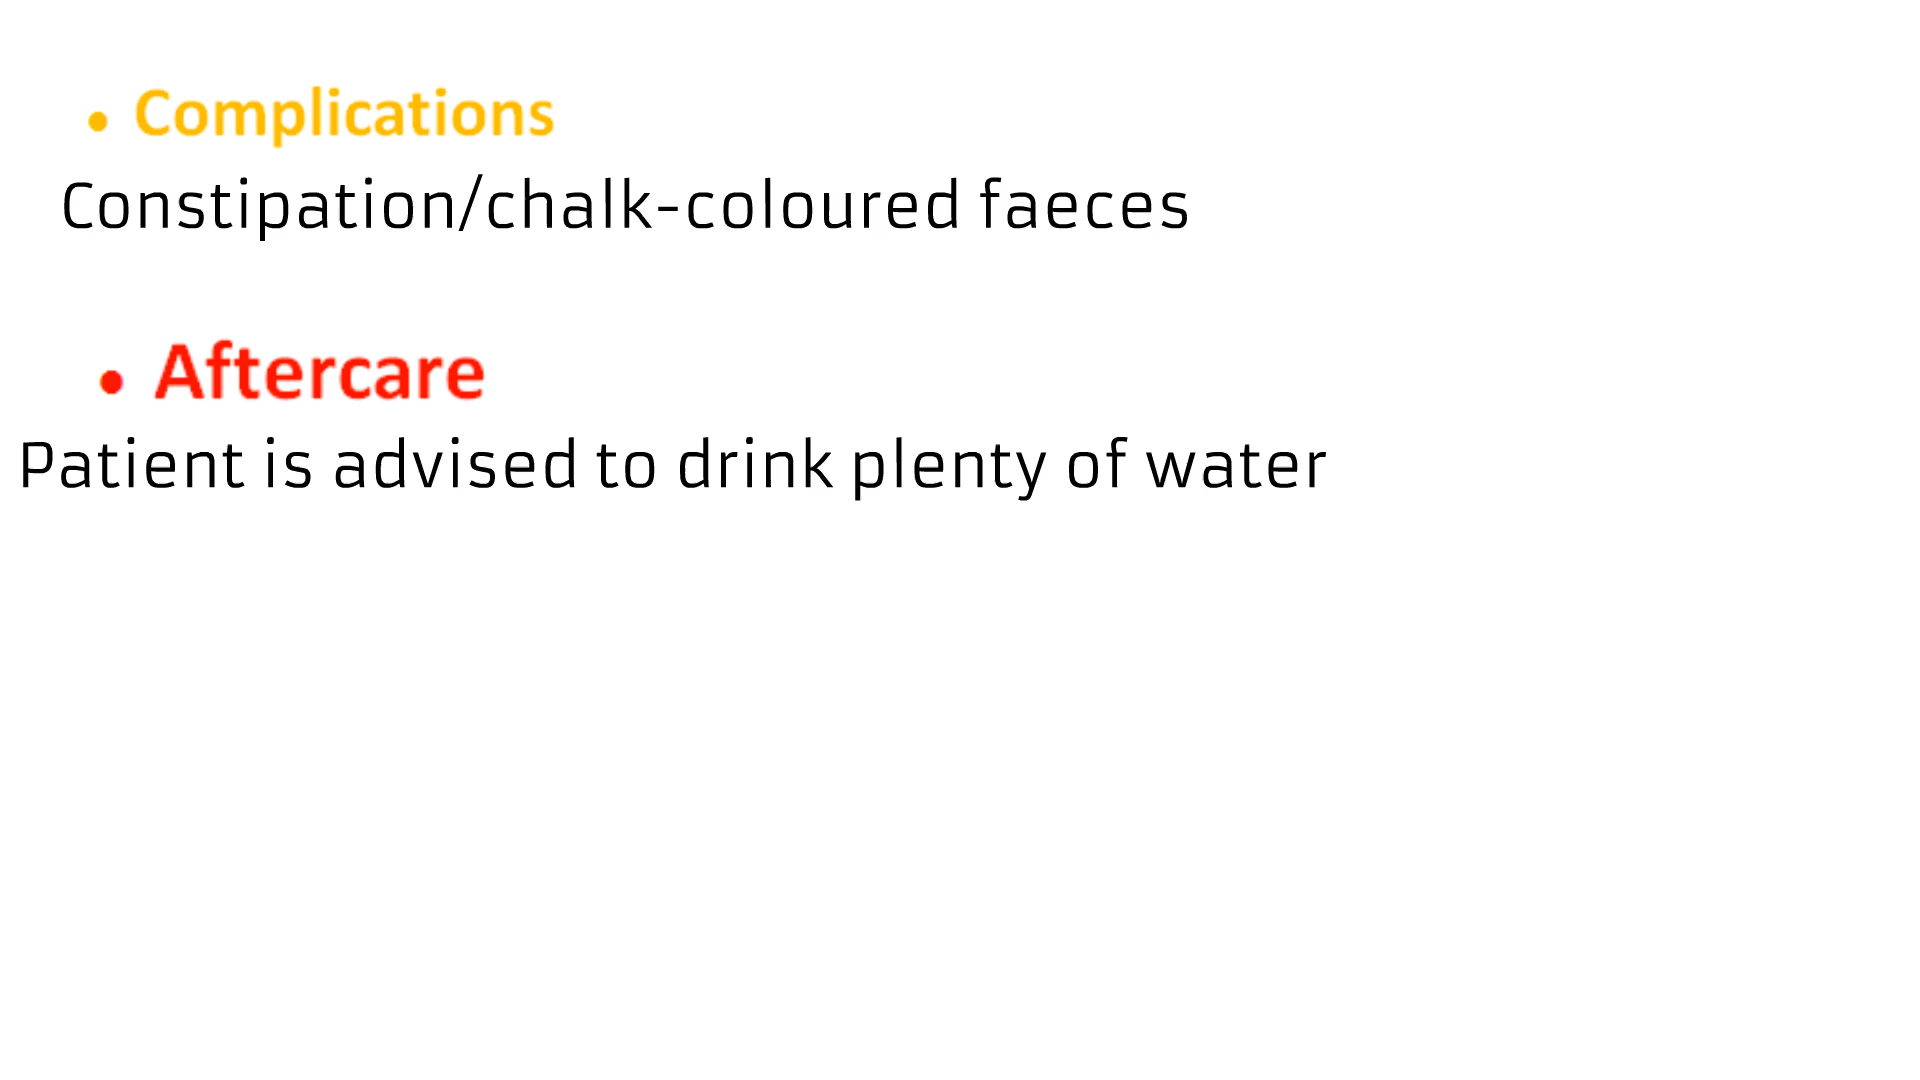 • Complications
Constipation/chalk-coloured faeces
• Aftercare
Patient is advised to drink plenty of water